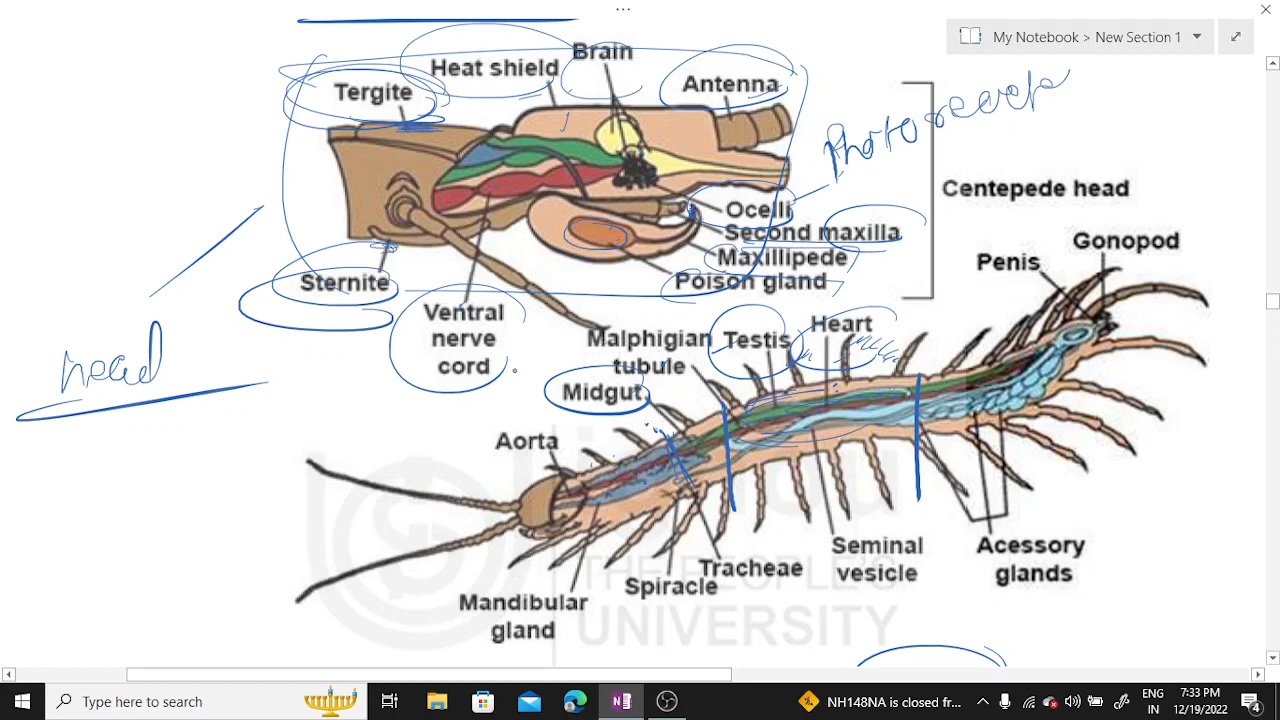 ...
My Notebook > New Section 1
Brain
Heat shield
Antenna
Tergite
Photorecepto
Centepede head
Ocelli
Second maxilla
Maxillipede
Poison gland
Sternite
Gonopod
Penis
Ventral
nerve
cord
Malphigian
tubule
Testis
Heart
head
Midgut
Aorta
Seminal
vesicle
Acessory
glands
Tracheae
Spiracle
Mandibular
gland
THE PEOPLE'S
UNIVERSITY
Type here to search
NH148NA is closed fr...
ENG
IN
7:33 PM
12/19/2022
4